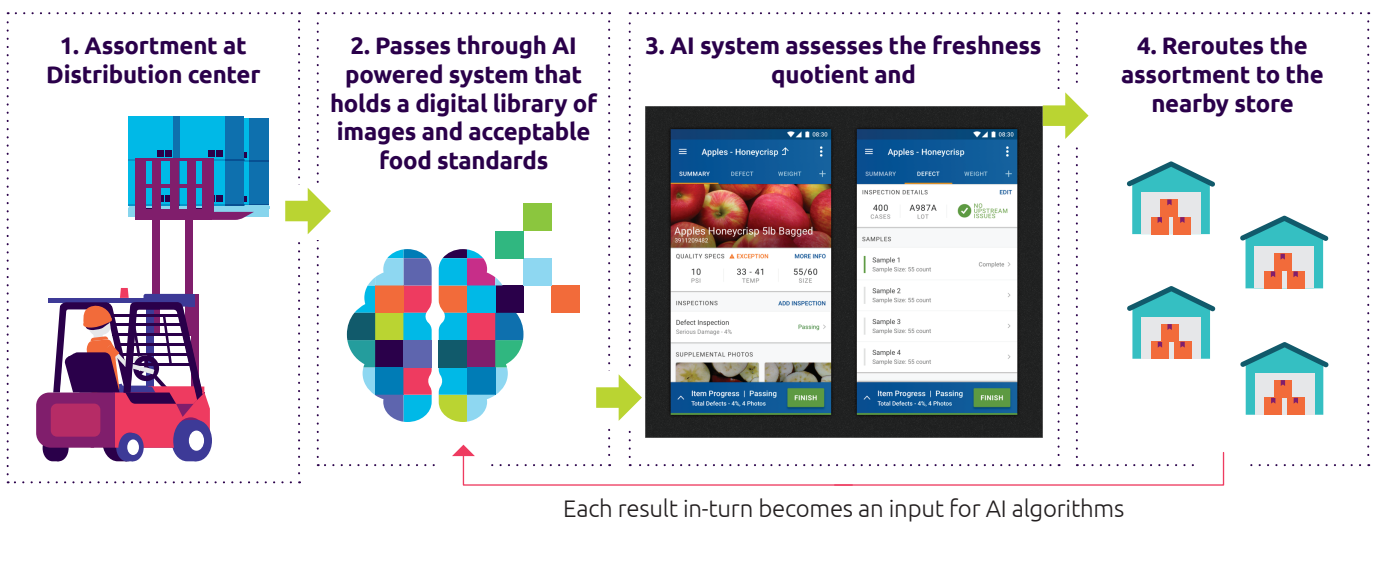 1. Assortment at
Distribution center
2. Passes through AI
powered system that
holds a digital library of
images and acceptable
food standards
3. AI system assesses the freshness
quotient and
08:30
Apples - Honeycrisp
SUMMARY DEFECT WEIGHT +
Apples Honeycrisp 5lb Bagged
3911209482
QUALITY SPECS EXCEPTION MORE INFO
10 33 - 41 55/60
PSI TEMP SIZE
INSPECTIONS ADD INSPECTION
Defect Inspection
Serious Damage - 4%
Passing >
SUPPLEMENTAL PHOTOS
Item Progress | Passing
Total Defects - 4%, 4 Photos
FINISH
08:30
Apples - Honeycrisp
SUMMARY DEFECT WEIGHT +
INSPECTION DETAILS EDIT
400 A987A
CASES LOT
NO
UPSTREAM
ISSUES
SAMPLES
Sample 1
Sample Size: 55 count
Complete >
Sample 2
Sample Size: 55 count
Sample 3
Sample Size: 55 count
Sample 4
Sample Size: 55 count
Item Progress | Passing
Total Defects - 4%, 4 Photos
FINISH
4. Reroutes the
assortment to the
nearby store
Each result in-turn becomes an input for AI algorithms